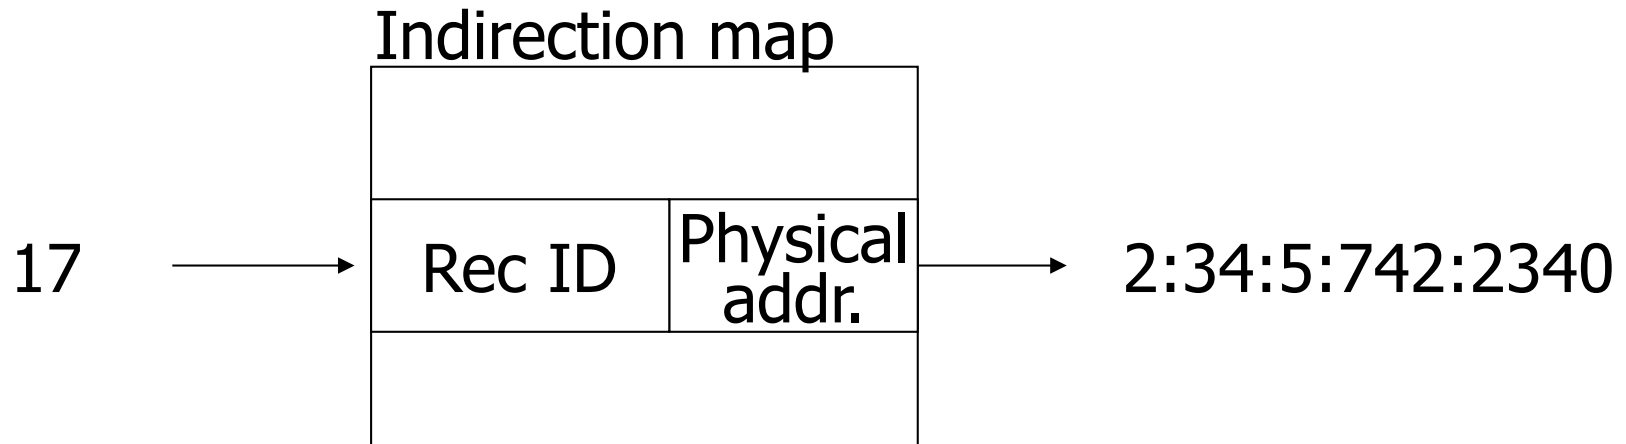 Indirection map
17
Rec ID
Physical
addr.
2:34:5:742:2340